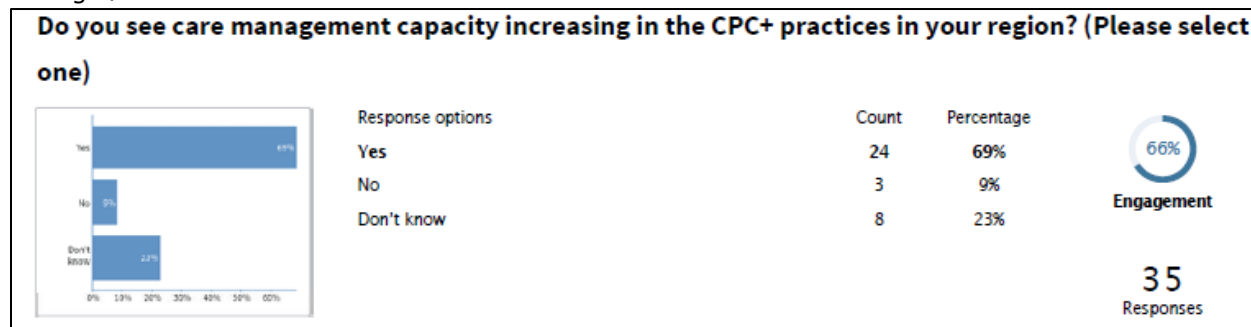 Do you see care management capacity increasing in the CPC+ practices in your region? (Please select
one)
Response options Count Percentage
Yes 24 69%
No 3 9%
Don't know 8 23%
66%
Engagement
35
Responses
Yes 69%
No 9%
Don't
know 23%
0% 10% 20% 30% 40% 50% 60%